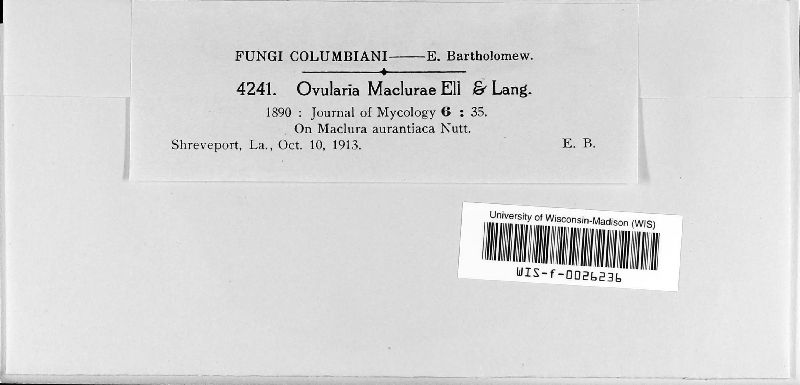 FUNGI COLUMBIANI——E. Bartholomew.
4241. Ovularia Maclurae Ell & Lang.
1890 : Journal of Mycology 6 : 35.
On Maclura aurantiaca Nutt.
Shreveport, La., Oct. 10, 1913. E. B.
University of Wisconsin-Madison (WIS)
WIS-f-0026236